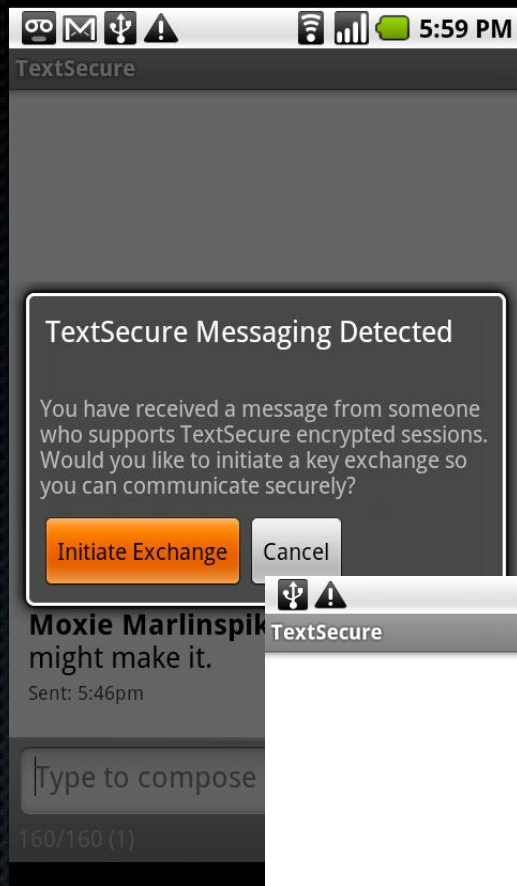 5:59 PM
TextSecure
TextSecure Messaging Detected
You have received a message from someone
who supports TextSecure encrypted sessions.
Would you like to initiate a key exchange so
you can communicate securely?
Initiate Exchange
Cancel
Moxie Marlinspik
might make it.
Sent: 5:46pm
Type to compose
160/160 (1)
TextSecure